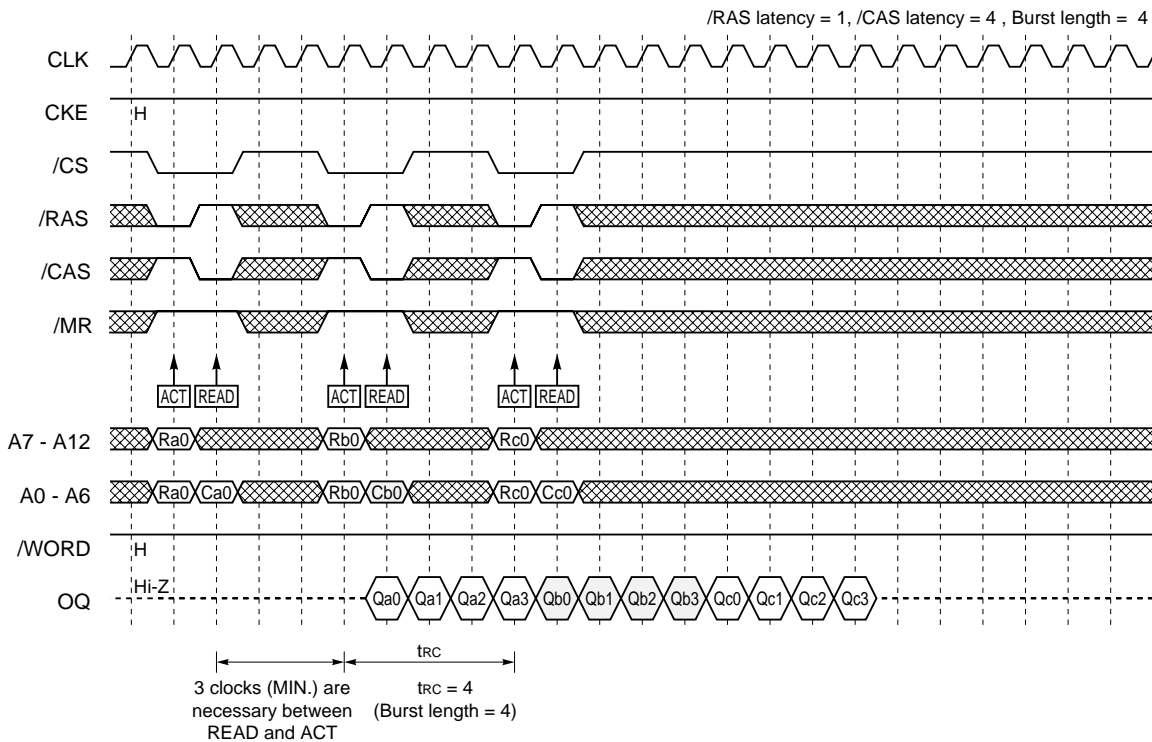 /RAS latency = 1, /CAS latency = 4 , Burst length = 4
CLK
CKE H
/CS
/RAS
/CAS
/MR
ACT READ ACT READ ACT READ
A7 - A12 Ra0 Rb0 Rc0
A0 - A6 Ra0 Ca0 Rb0 Cb0 Rc0 Cc0
/WORD H
Hi-Z
OQ Qa0 Qa1 Qa2 Qa3 Qb0 Qb1 Qb2 Qb3 Qc0 Qc1 Qc2 Qc3
tRC
3 clocks (MIN.) are
necessary between
READ and ACT
tRC = 4
(Burst length = 4)